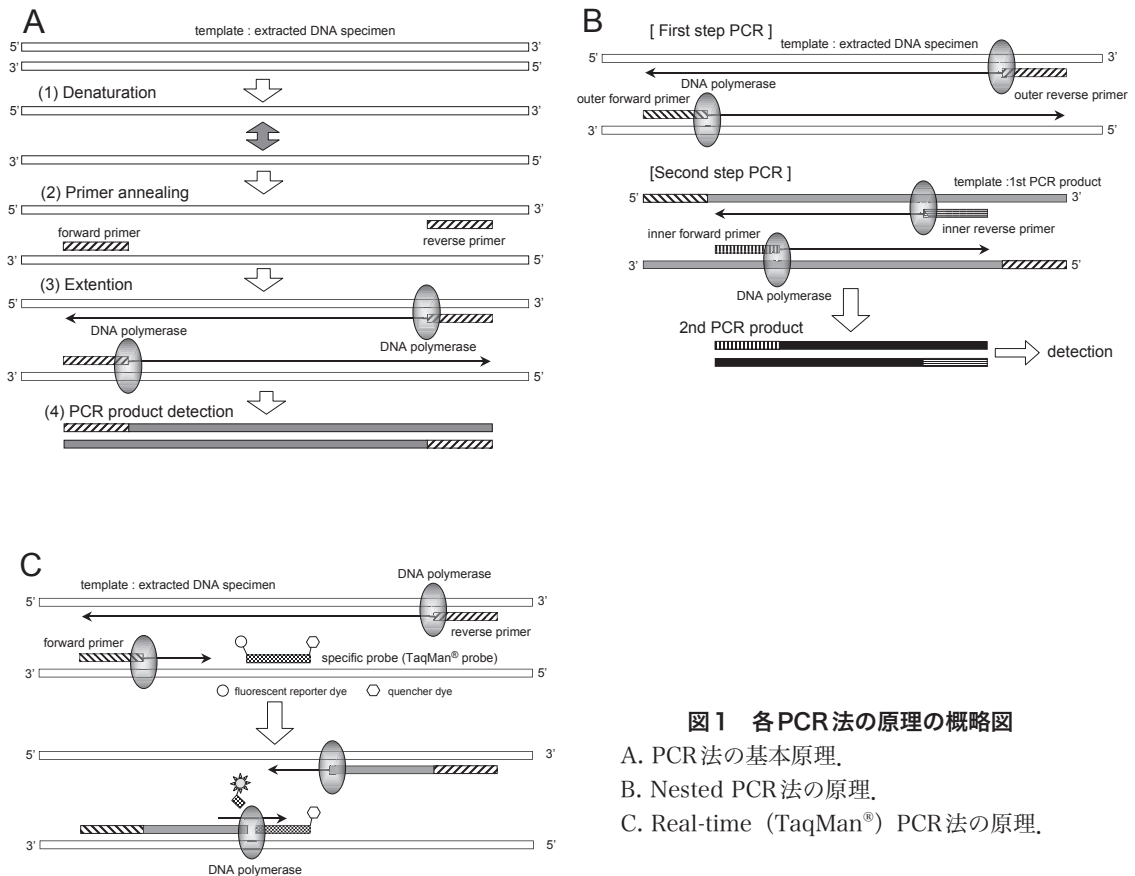 A
template : extracted DNA specimen
5’ 3’
3’ 5’
(1) Denaturation
5’ 3’
3’ 5’
(2) Primer annealing
5’ 3’
forward primer
reverse primer
3’ 5’
(3) Extention
5’ 3’
DNA polymerase
DNA polymerase
3’ 5’
(4) PCR product detection
B
[ First step PCR ]
template : extracted DNA specimen
5’ 3’
DNA polymerase
outer forward primer
outer reverse primer
3’ 5’
[Second step PCR ]
template :1st PCR product
5’ 3’
inner forward primer
inner reverse primer
3’ 5’
DNA polymerase
2nd PCR product
detection
C
template : extracted DNA specimen
DNA polymerase
5’ 3’
reverse primer
forward primer
specific probe (TaqMan® probe)
3’ 5’
fluorescent reporter dye quencher dye
5’ 3’
3’ 5’
DNA polymerase
図1 各PCR法の原理の概略図
A. PCR法の基本原理.
B. Nested PCR法の原理.
C. Real-time（TaqMan®）PCR法の原理.